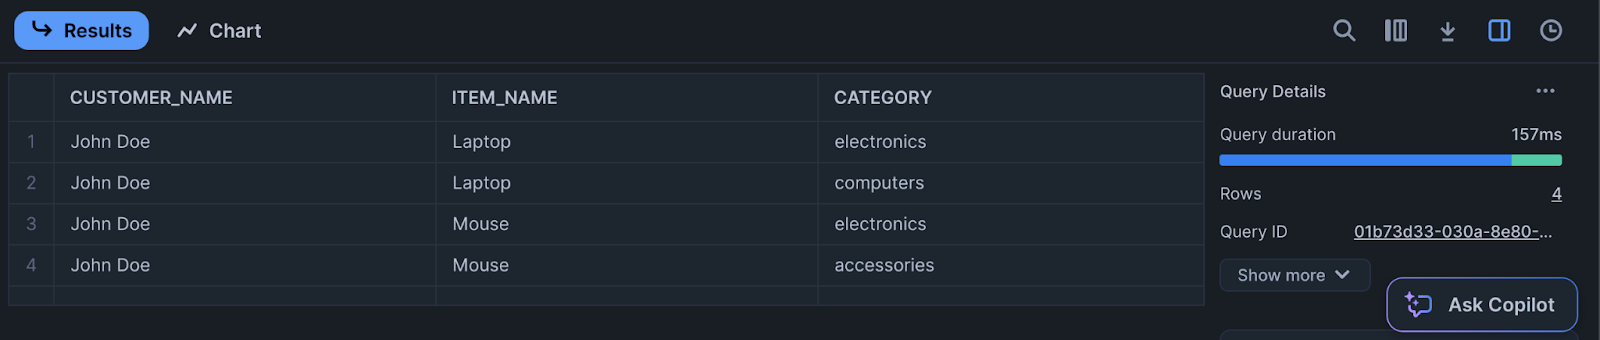 Results Chart
CUSTOMER_NAME ITEM_NAME CATEGORY
1 John Doe Laptop electronics
2 John Doe Laptop computers
3 John Doe Mouse electronics
4 John Doe Mouse accessories
Query Details
Query duration 157ms
Rows 4
Query ID 01b73d33-030a-8e80-...
Show more
Ask Copilot